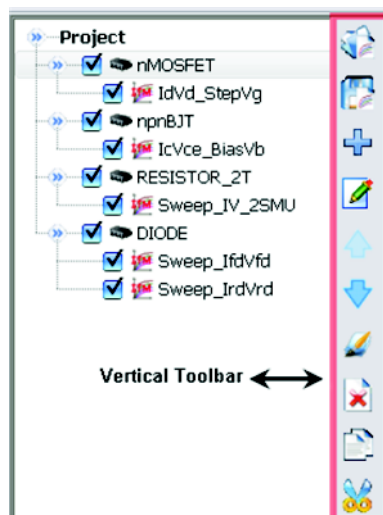 Project
nMOSFET
IdVd_StepVg
npnBJT
IcVce_BiasVb
RESISTOR_2T
Sweep_IV_2SMU
DIODE
Sweep_IfdVfd
Sweep_IrdVrd
Vertical Toolbar